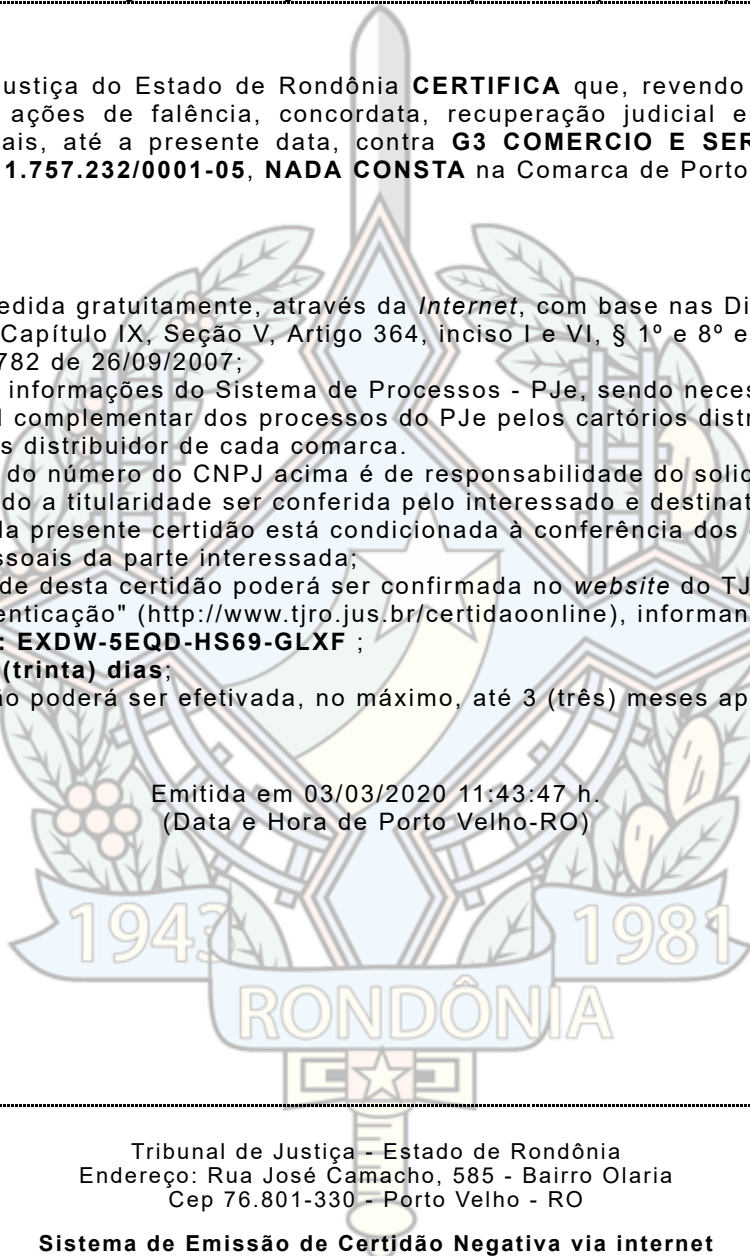 ustiça do Estado de Rondônia CERTIFICA que, revendo
ações de falência, concordata, recuperação judicial e
ais, até a presente data, contra G3 COMERCIO E SER
1.757.232/0001-05, NADA CONSTA na Comarca de Porto
edida gratuitamente, através da Internet, com base nas Di
Capítulo IX, Seção V, Artigo 364, inciso I e VI, § 1º e 8º e
782 de 26/09/2007;
informações do Sistema de Processos - PJe, sendo neces
l complementar dos processos do PJe pelos cartórios distr
s distribuidor de cada comarca.
do número do CNPJ acima é de responsabilidade do solic
do a titularidade ser conferida pelo interessado e destinat
da presente certidão está condicionada à conferência dos
ssoais da parte interessada;
de desta certidão poderá ser confirmada no website do TJ
enticação" (http://www.tjro.jus.br/certidaoonline), informan
: EXDW-5EQD-HS69-GLXF ;
(trinta) dias;
ão poderá ser efetivada, no máximo, até 3 (três) meses ap
Emitida em 03/03/2020 11:43:47 h.
(Data e Hora de Porto Velho-RO)
1943 1981
RONDÔNIA
Tribunal de Justiça - Estado de Rondônia
Endereço: Rua José Camacho, 585 - Bairro Olaria
Cep 76.801-330 - Porto Velho - RO
Sistema de Emissão de Certidão Negativa via internet